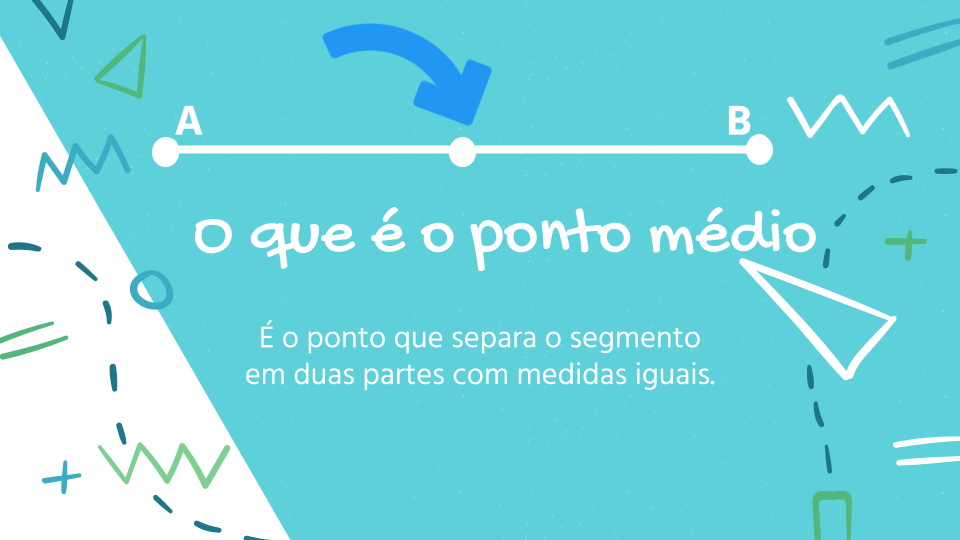 A
B
O que é o ponto médio
É o ponto que separa o segmento
em duas partes com medidas iguais.